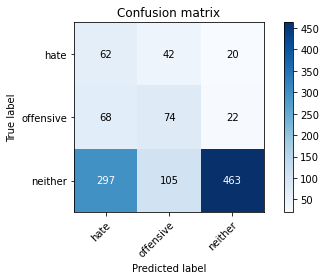 Confusion matrix
hate 62 42 20
offensive 68 74 22
neither 297 105 463
hate offensive neither
True label
Predicted label
450
400
350
300
250
200
150
100
50